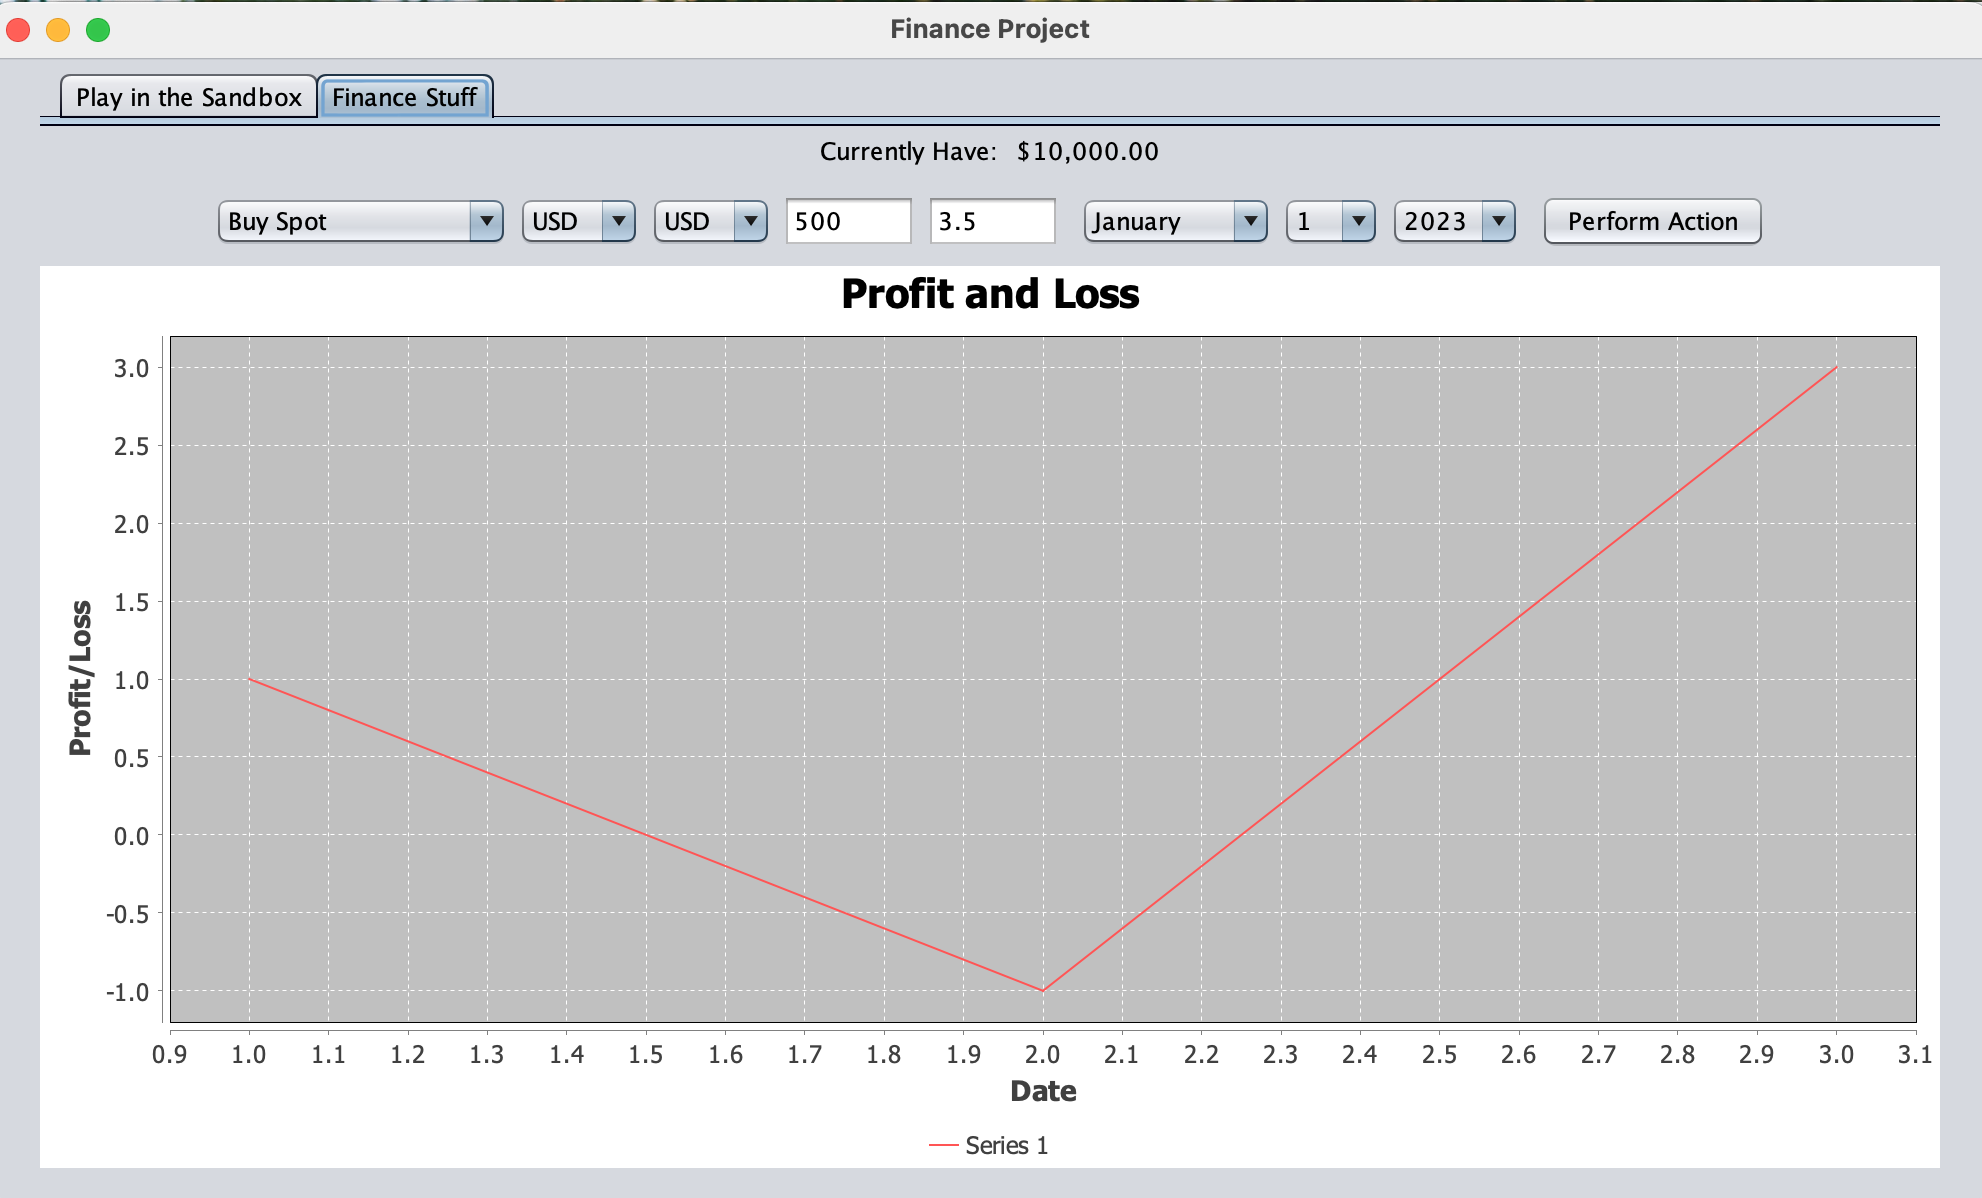 Finance Project
Play in the Sandbox Finance Stuff
Currently Have: $10,000.00
Buy Spot USD USD 500 3.5 January 1 2023 Perform Action
Profit and Loss
3.0
2.5
2.0
1.5
1.0
0.5
0.0
-0.5
-1.0
Profit/Loss
0.9 1.0 1.1 1.2 1.3 1.4 1.5 1.6 1.7 1.8 1.9 2.0 2.1 2.2 2.3 2.4 2.5 2.6 2.7 2.8 2.9 3.0 3.1
Date
Series 1